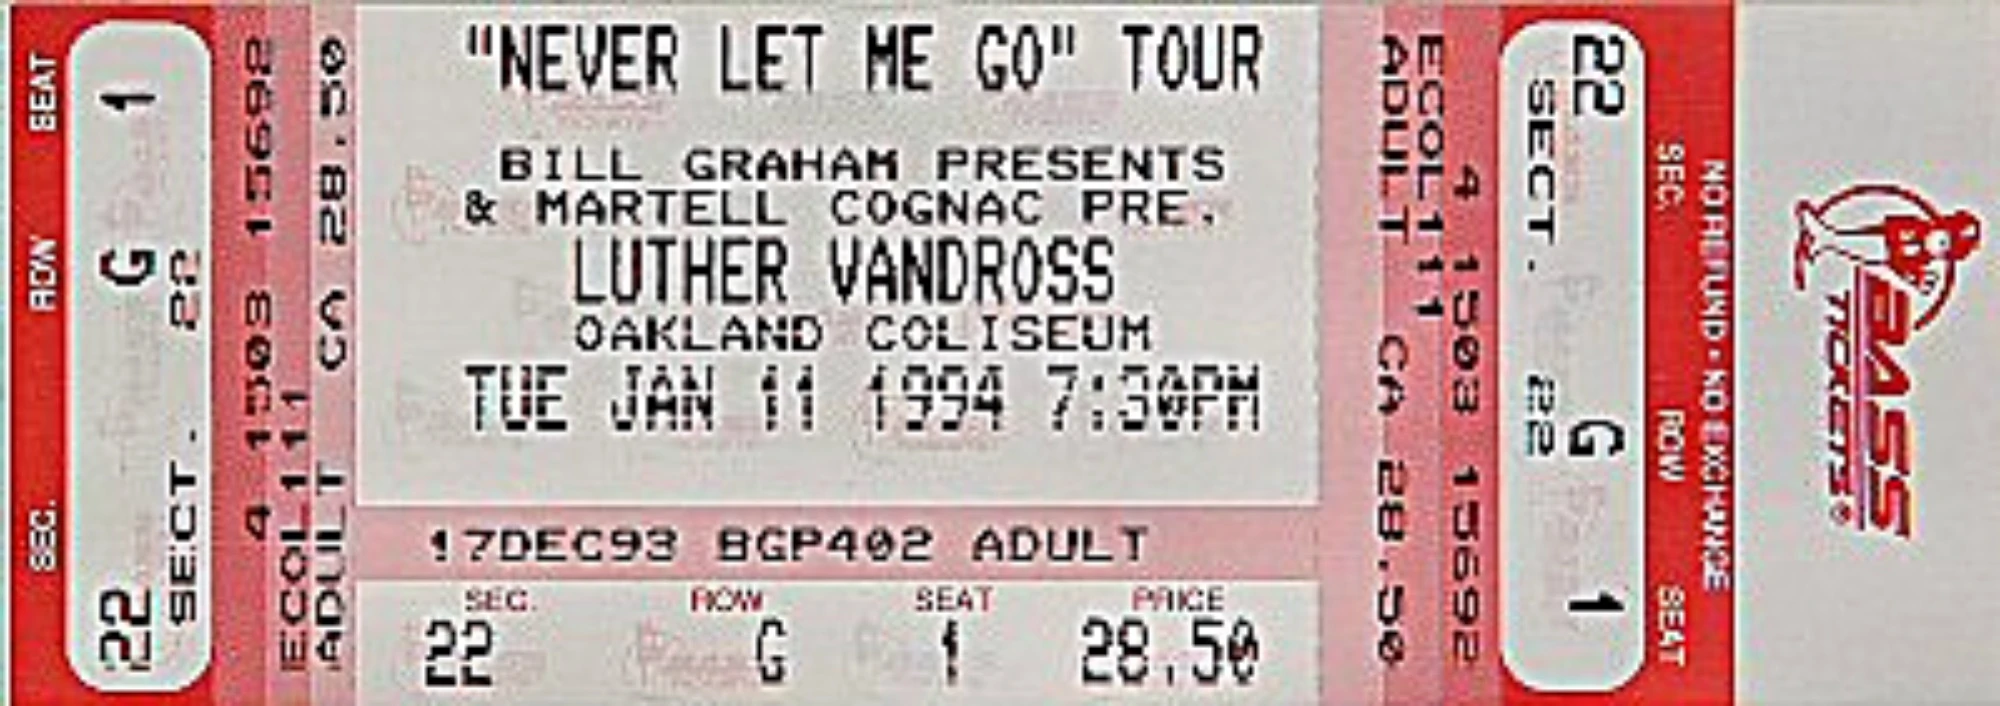 SEC. ROW SEAT
22 G 1
SECT. 22
4 1503 15692
ECOL111
ADULT CA 28.50
"NEVER LET ME GO" TOUR
BILL GRAHAM PRESENTS
& MARTELL COGNAC PRE.
LUTHER VANDROSS
OAKLAND COLISEUM
TUE JAN 11 1994 7:30PM
17DEC93 BGP402 ADULT
SEC. ROW SEAT PRICE
22 G 1 28.50
4 1503 15692
ECOL111
ADULT CA 28.50
22 G 1
SECT. 22
NO REFUND · NO EXCHANGE
SEC. ROW SEAT
BASS
TICKETS®